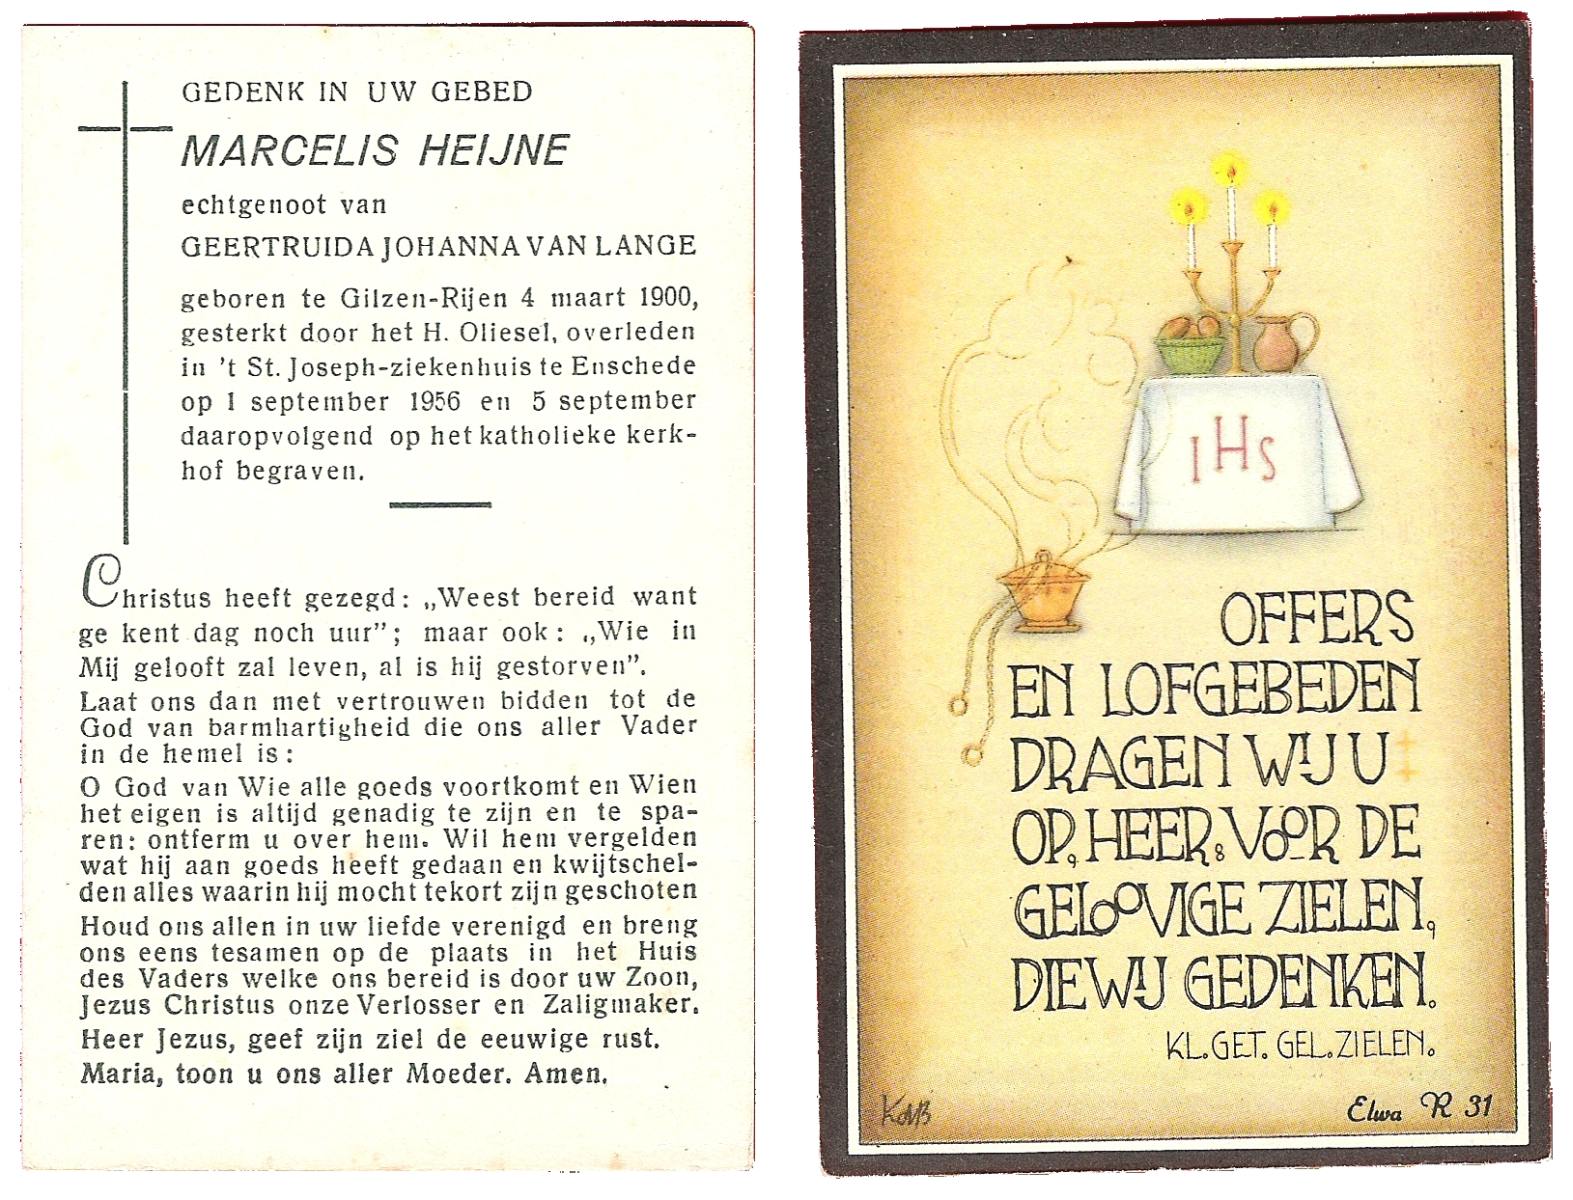 GEDENK IN UW GEBED
MARCELIS HEIJNE
echtgenoot van
GEERTRUIDA JOHANNA VAN LANGE
geboren te Gilzen-Rijen 4 maart 1900,
gesterkt door het H. Oliesel, overleden
in 't St. Joseph-ziekenhuis te Enschede
op 1 september 1956 en 5 september
daaropvolgend op het katholieke kerk-
hof begraven.
Christus heeft gezegd: „Weest bereid want
ge kent dag noch uur”; maar ook: „Wie in
Mij gelooft zal leven, al is hij gestorven”.
Laat ons dan met vertrouwen bidden tot de
God van barmhartigheid die ons aller Vader
in de hemel is:
O God van Wie alle goeds voortkomt en Wien
het eigen is altijd genadig te zijn en te spa-
ren: ontferm u over hem. Wil hem vergelden
wat hij aan goeds heeft gedaan en kwijtschel-
den alles waarin hij mocht tekort zijn geschoten
Houd ons allen in uw liefde verenigd en breng
ons eens tesamen op de plaats in het Huis
des Vaders welke ons bereid is door uw Zoon,
Jezus Christus onze Verlosser en Zaligmaker.
Heer Jezus, geef zijn ziel de eeuwige rust.
Maria, toon u ons aller Moeder. Amen.
IHS
OFFERS
EN LOFGEBEDEN
DRAGEN WIJ U
OP, HEER: VOOR DE
GELOOVIGE ZIELEN,
DIE WIJ GEDENKEN.
KL. GET. GEL. ZIELEN.
Elwa R 31